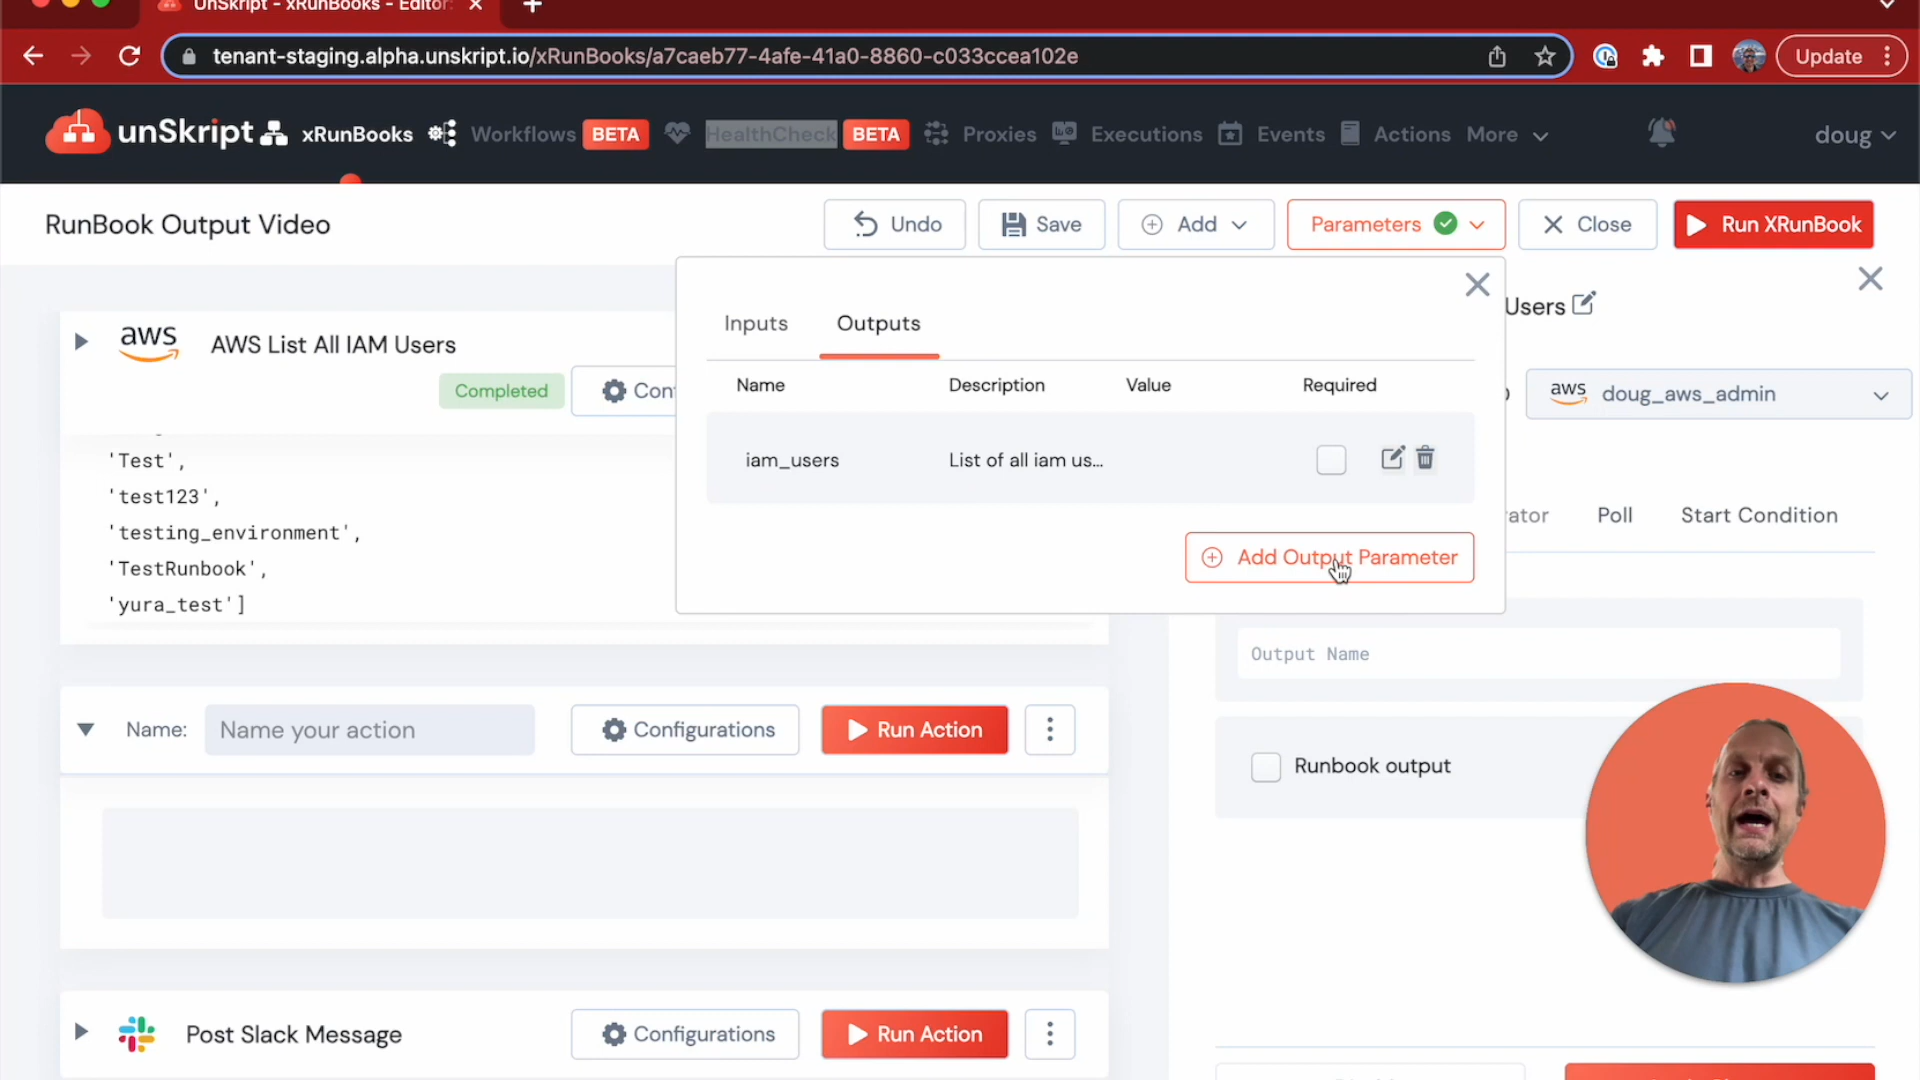 UnSkript - xRunBooks - Editor:
tenant-staging.alpha.unskript.io/xRunBooks/a7caeb77-4afe-41a0-8860-c033ccea102e
Update
unSkript xRunBooks Workflows BETA HealthCheck BETA Proxies Executions Events Actions More doug
RunBook Output Video
Undo Save Add Parameters Close Run XRunBook
Users
aws AWS List All IAM Users
Completed
aws doug_aws_admin
Inputs Outputs
Name Description Value Required
iam_users List of all iam us...
Add Output Parameter
'Test',
'test123',
'testing_environment',
'TestRunbook',
'yura_test']
Poll Start Condition
Output Name
Runbook output
Name: Name your action Configurations Run Action
Post Slack Message Configurations Run Action